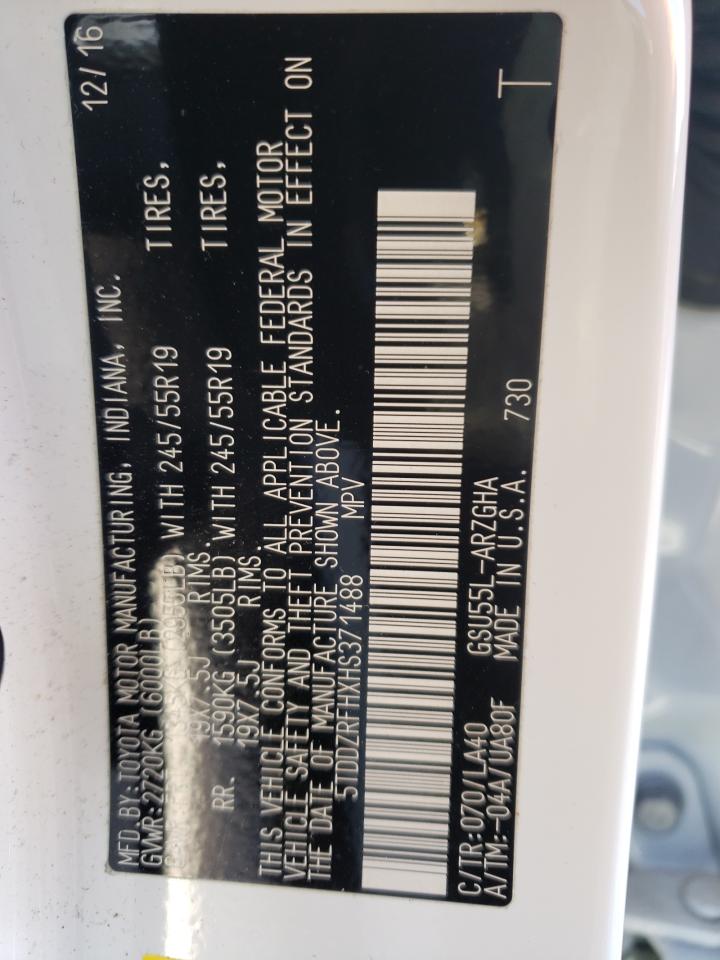 MFD.BY:TOYOTA MOTOR MANUFACTURING, INDIANA, INC. 12/16
GVWR:2720KG (6000LB)
WITH 245/55R19 TIRES,
19X7.5J RIMS.
RR. 1590KG (3505LB) WITH 245/55R19 TIRES,
19X7.5J RIMS.
THIS VEHICLE CONFORMS TO ALL APPLICABLE FEDERAL MOTOR
VEHICLE SAFETY AND THEFT PREVENTION STANDARDS IN EFFECT ON
THE DATE OF MANUFACTURE SHOWN ABOVE.
5TDDZRFHXHS371488 MPV
C/TR:070/LA40 GSU55L-ARZGHA
A/TM:-04A/UA80F MADE IN U.S.A. 730
T